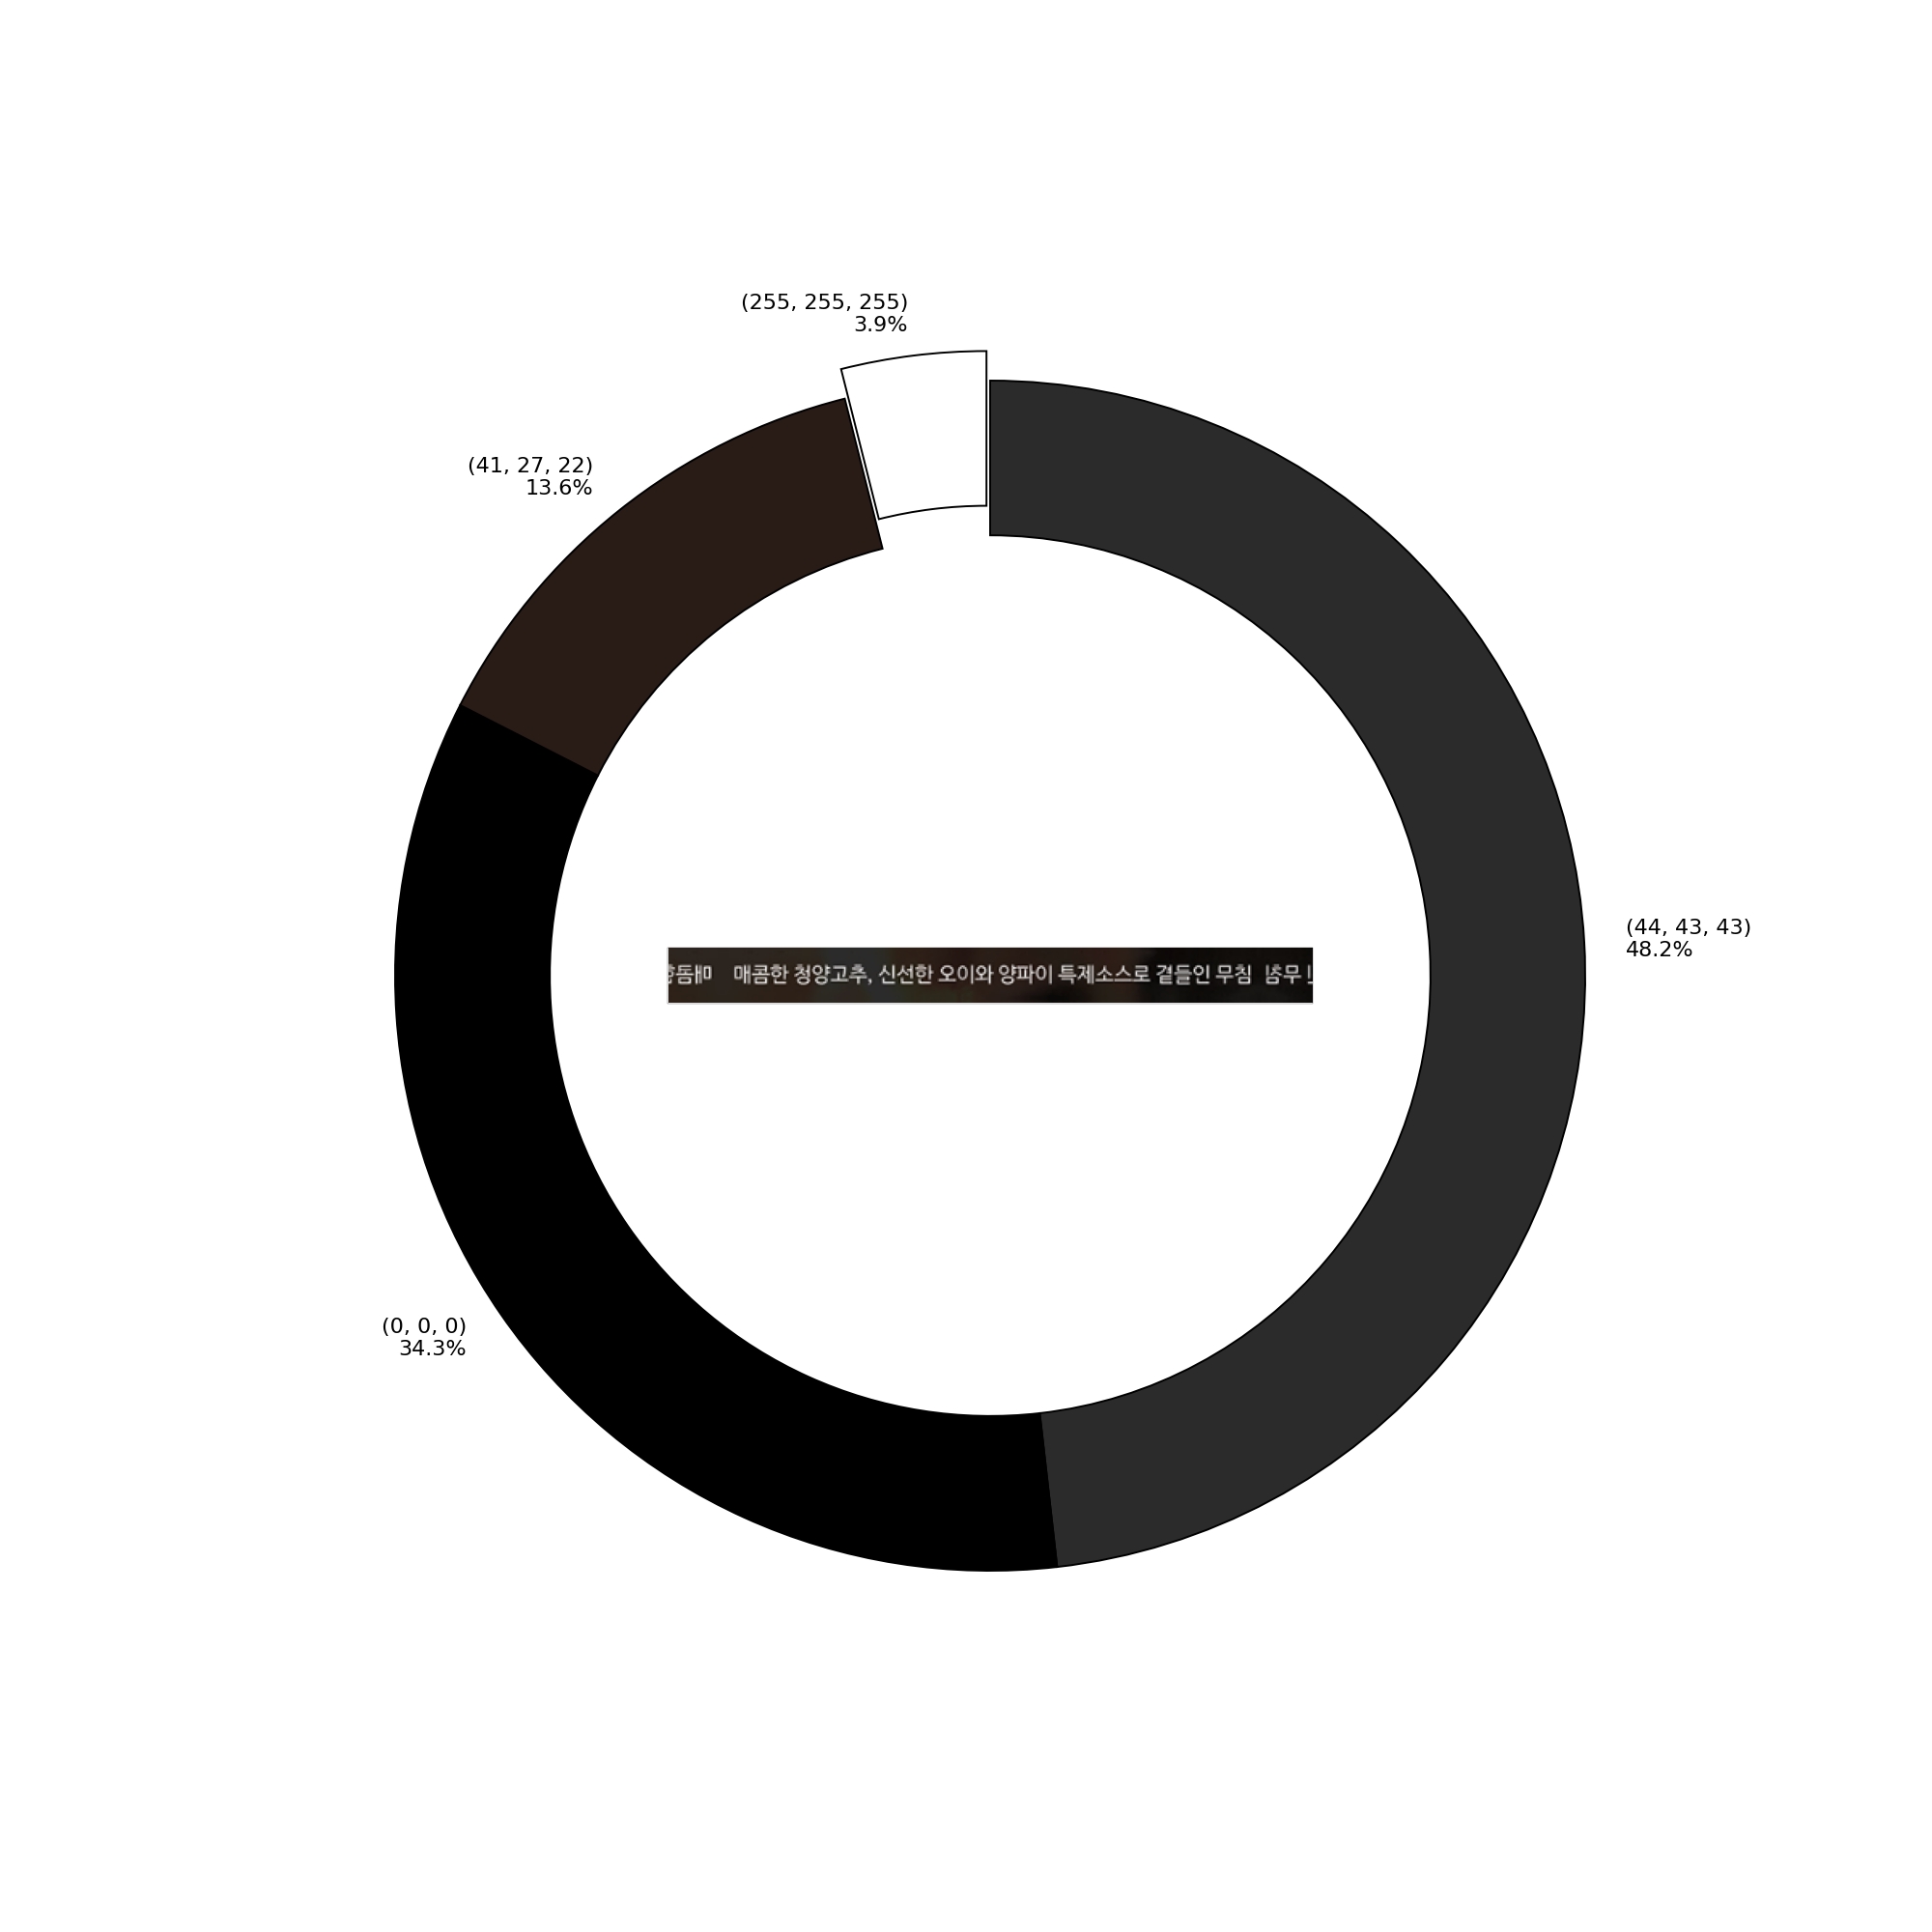 (255, 255, 255)
3.9%
(41, 27, 22)
13.6%
(44, 43, 43)
48.2%
매콤한 청양고추, 신선한 오이와 양파이 특제소스로 곁들인 무침
(0, 0, 0)
34.3%